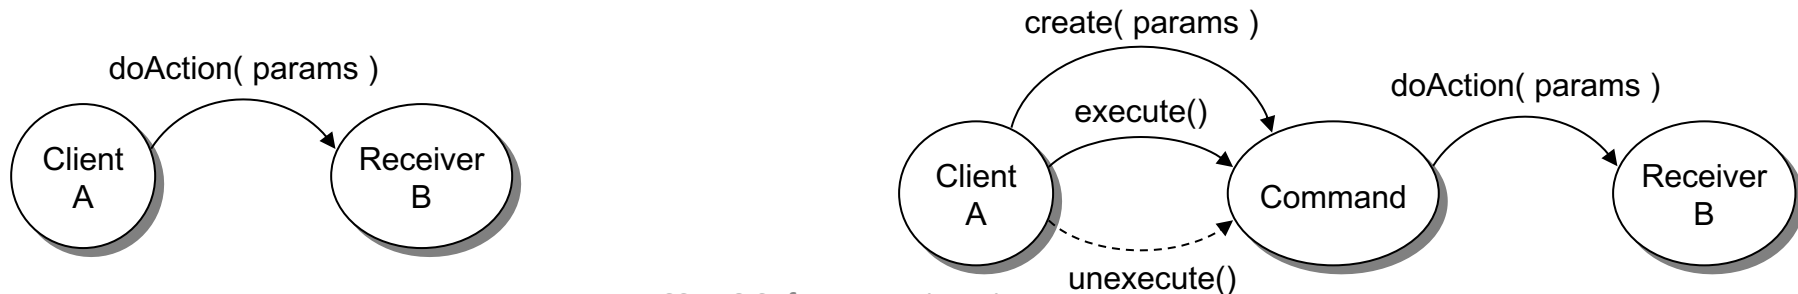 doAction( params )
Client
A
Receiver
B
create( params )
execute()
unexecute()
Client
A
Command
doAction( params )
Receiver
B